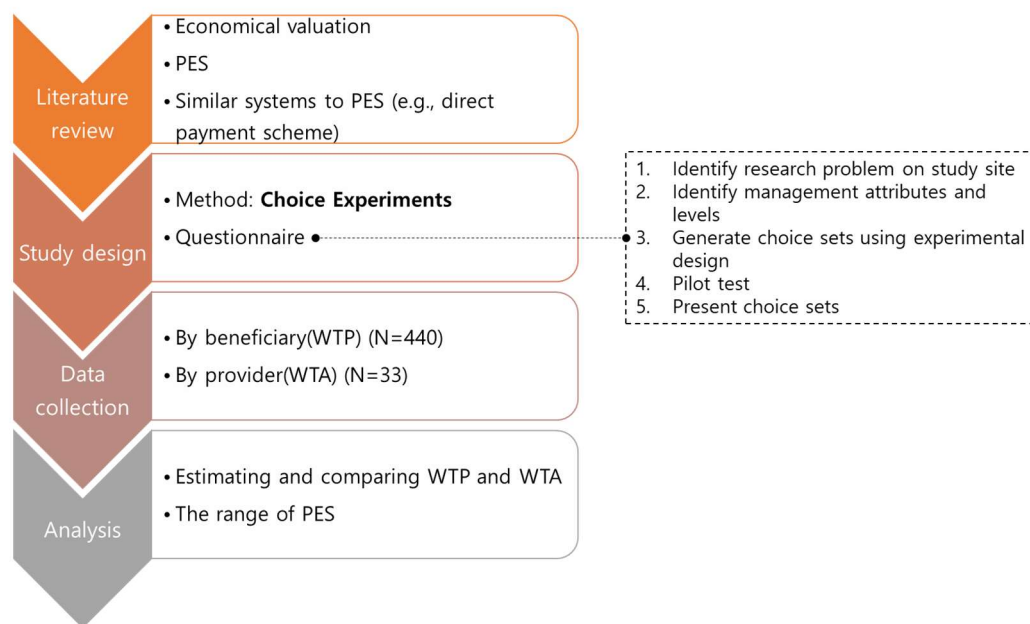 Literature
review
• Economical valuation
• PES
• Similar systems to PES (e.g., direct
payment scheme)
Study design
• Method: Choice Experiments
• Questionnaire
1. Identify research problem on study site
2. Identify management attributes and
levels
3. Generate choice sets using experimental
design
4. Pilot test
5. Present choice sets
Data
collection
• By beneficiary(WTP) (N=440)
• By provider(WTA) (N=33)
Analysis
• Estimating and comparing WTP and WTA
• The range of PES